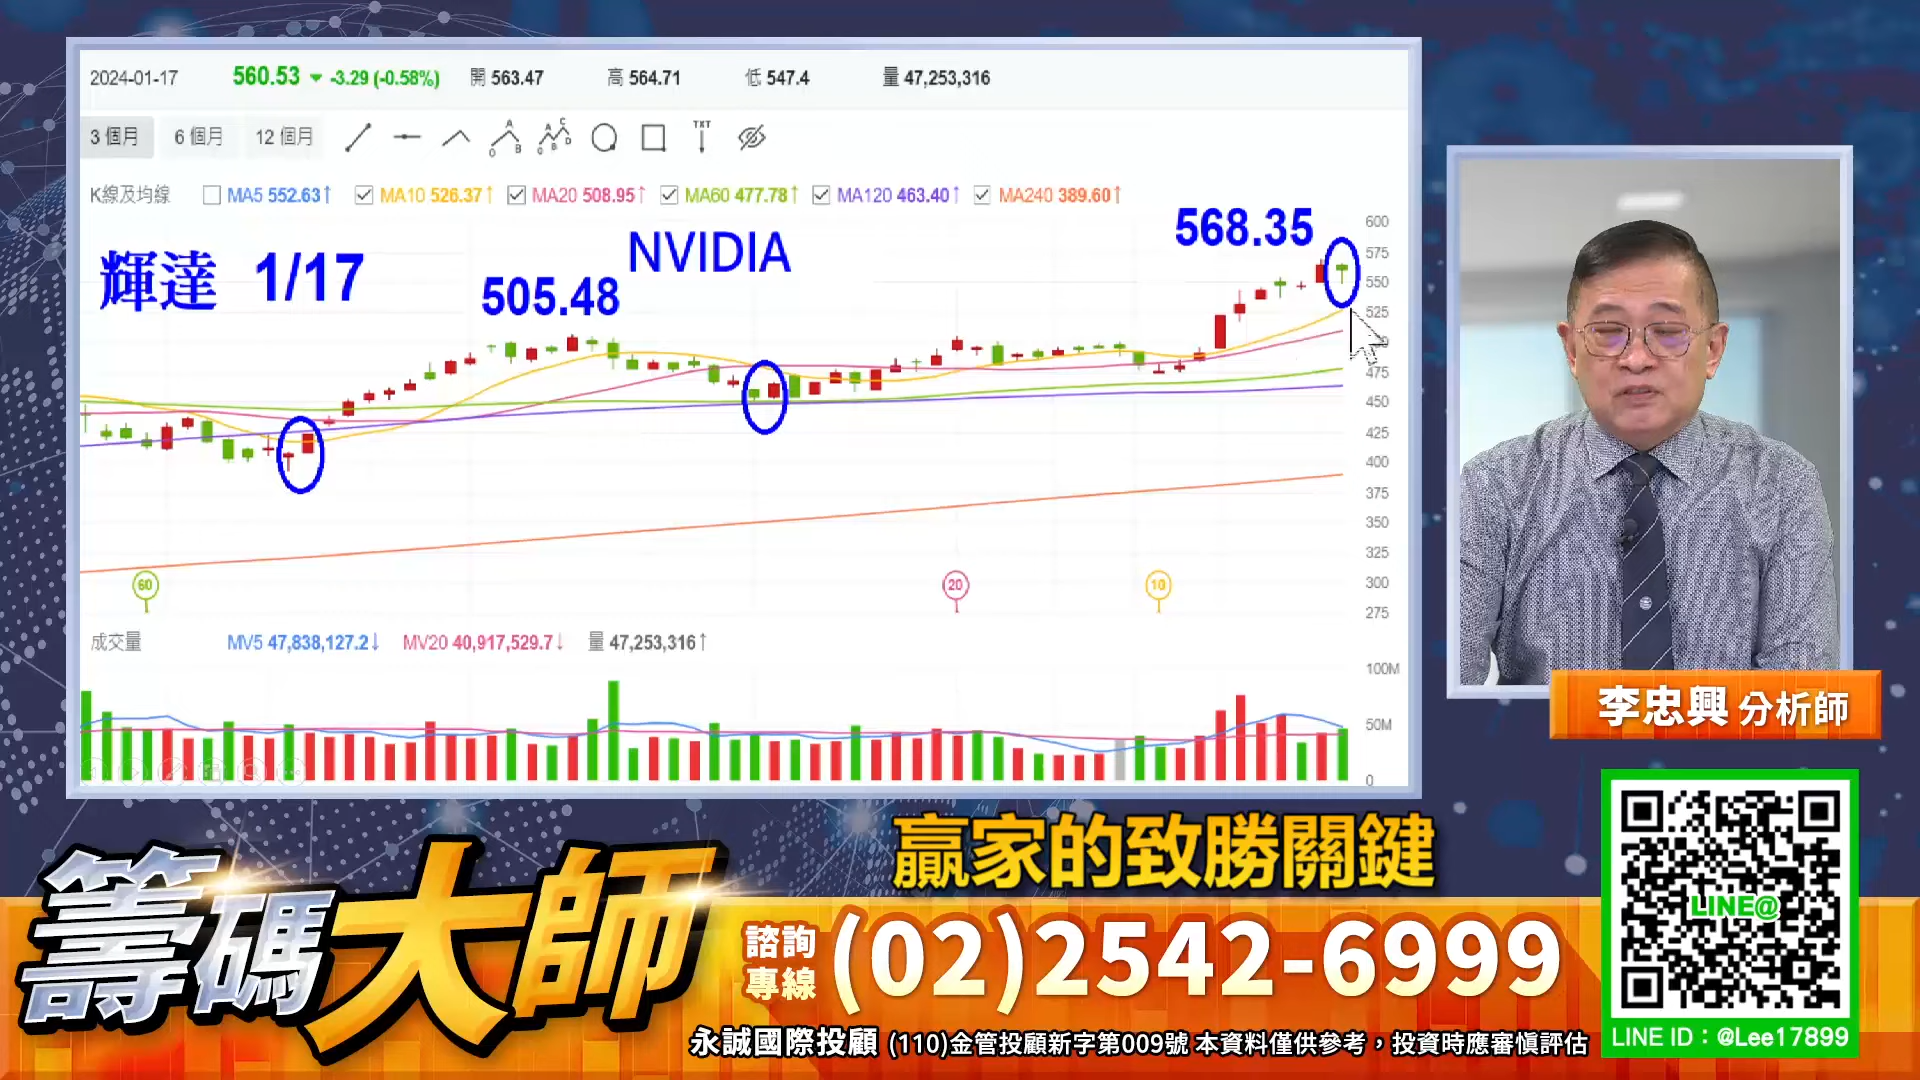 2024-01-17 560.53 ▼ -3.29 (-0.58%) 開 563.47 高 564.71 低 547.4 量 47,253,316
3 個月 6 個月 12 個月
A B O
A C O B D
TXT
K線及均線 MA5 552.63↑ MA10 526.37↑ MA20 508.95↑ MA60 477.78↑ MA120 463.40↑ MA240 389.60↑
輝達 1/17
505.48
NVIDIA
568.35
600
575
550
525
475
450
425
400
375
350
325
300
275
60
20
10
成交量 MV5 47,838,127.2↓ MV20 40,917,529.7↓ 量 47,253,316↑
100M
50M
0
李忠興 分析師
LINE@
LINE ID：@Lee17899
籌碼大師
贏家的致勝關鍵
諮詢專線 (02)2542-6999
永誠國際投顧 (110)金管投顧新字第009號 本資料僅供參考，投資時應審慎評估